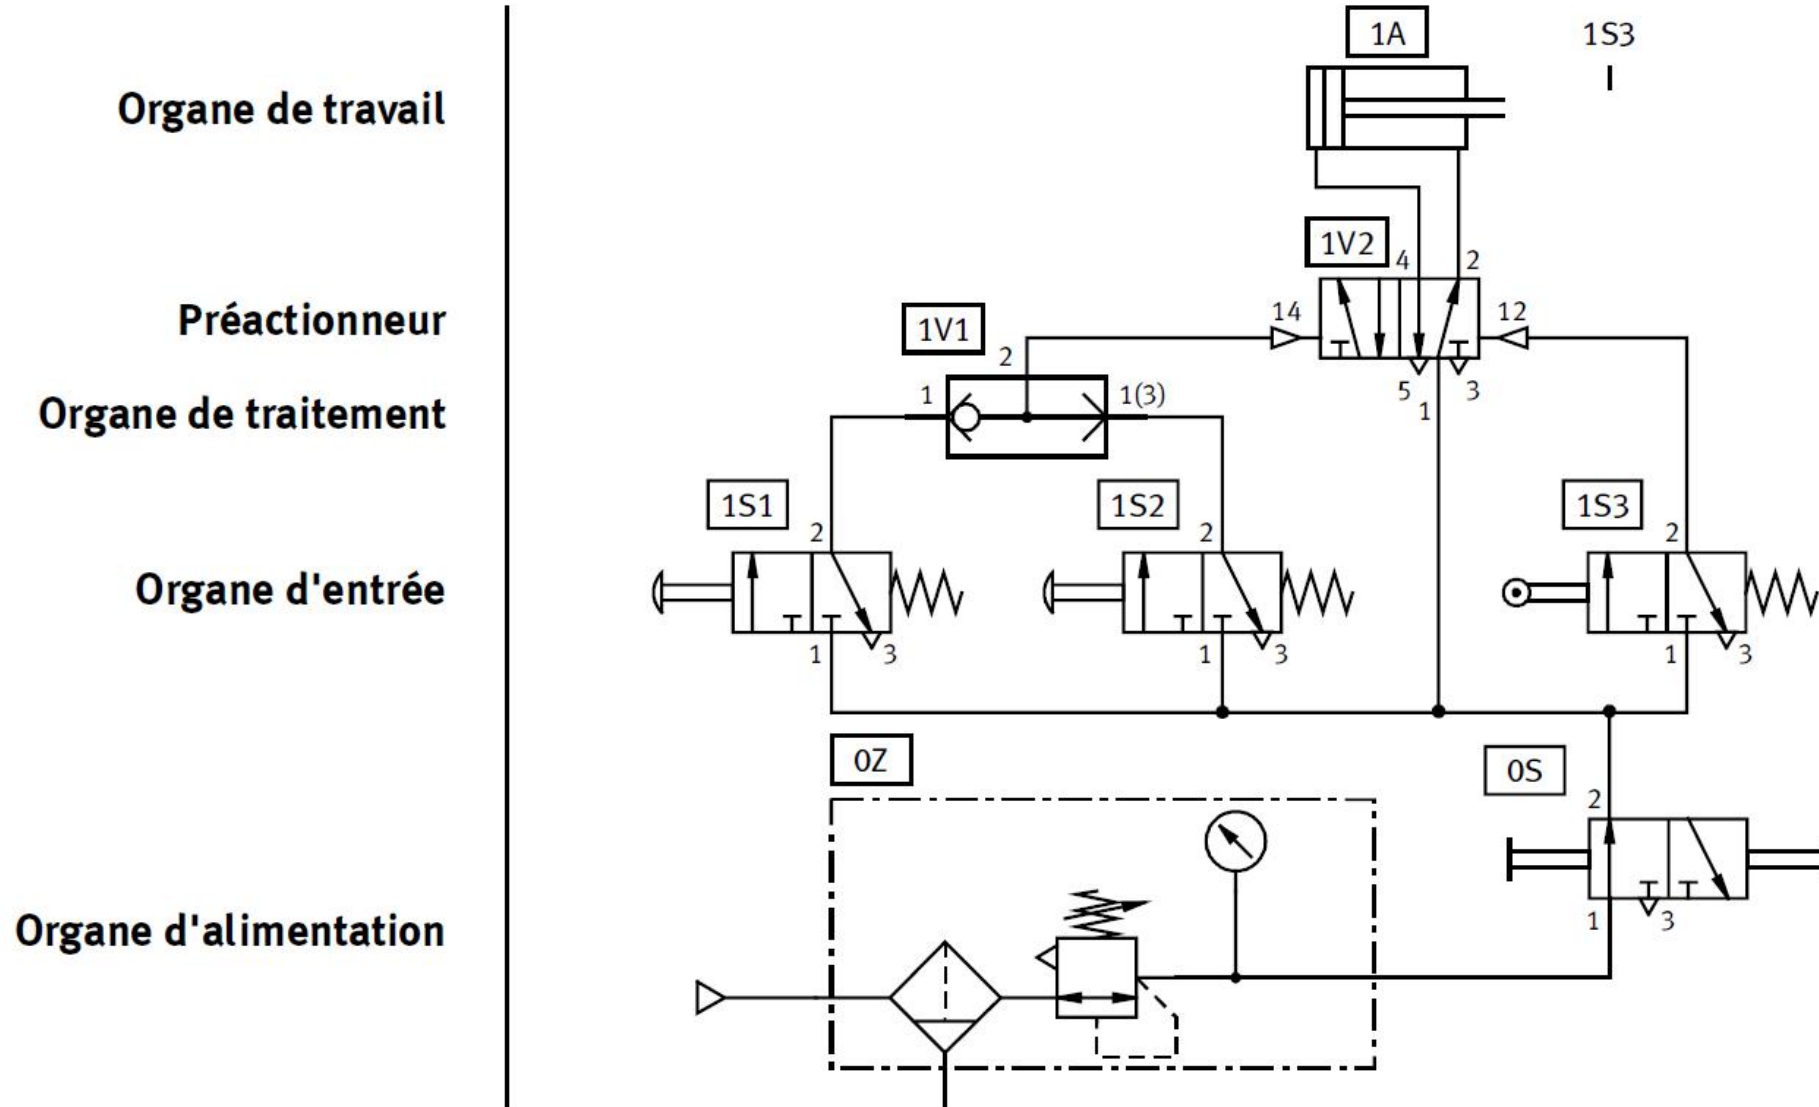 1A 1S3
Organe de travail
1V2 4 2
Préactionneur 1V1 14 12
2
Organe de traitement 1 1(3) 5 1 3
1S1 1S2 1S3
2 2 2
Organe d'entrée
1 3 1 3 1 3
0Z 0S
2
Organe d'alimentation 1 3